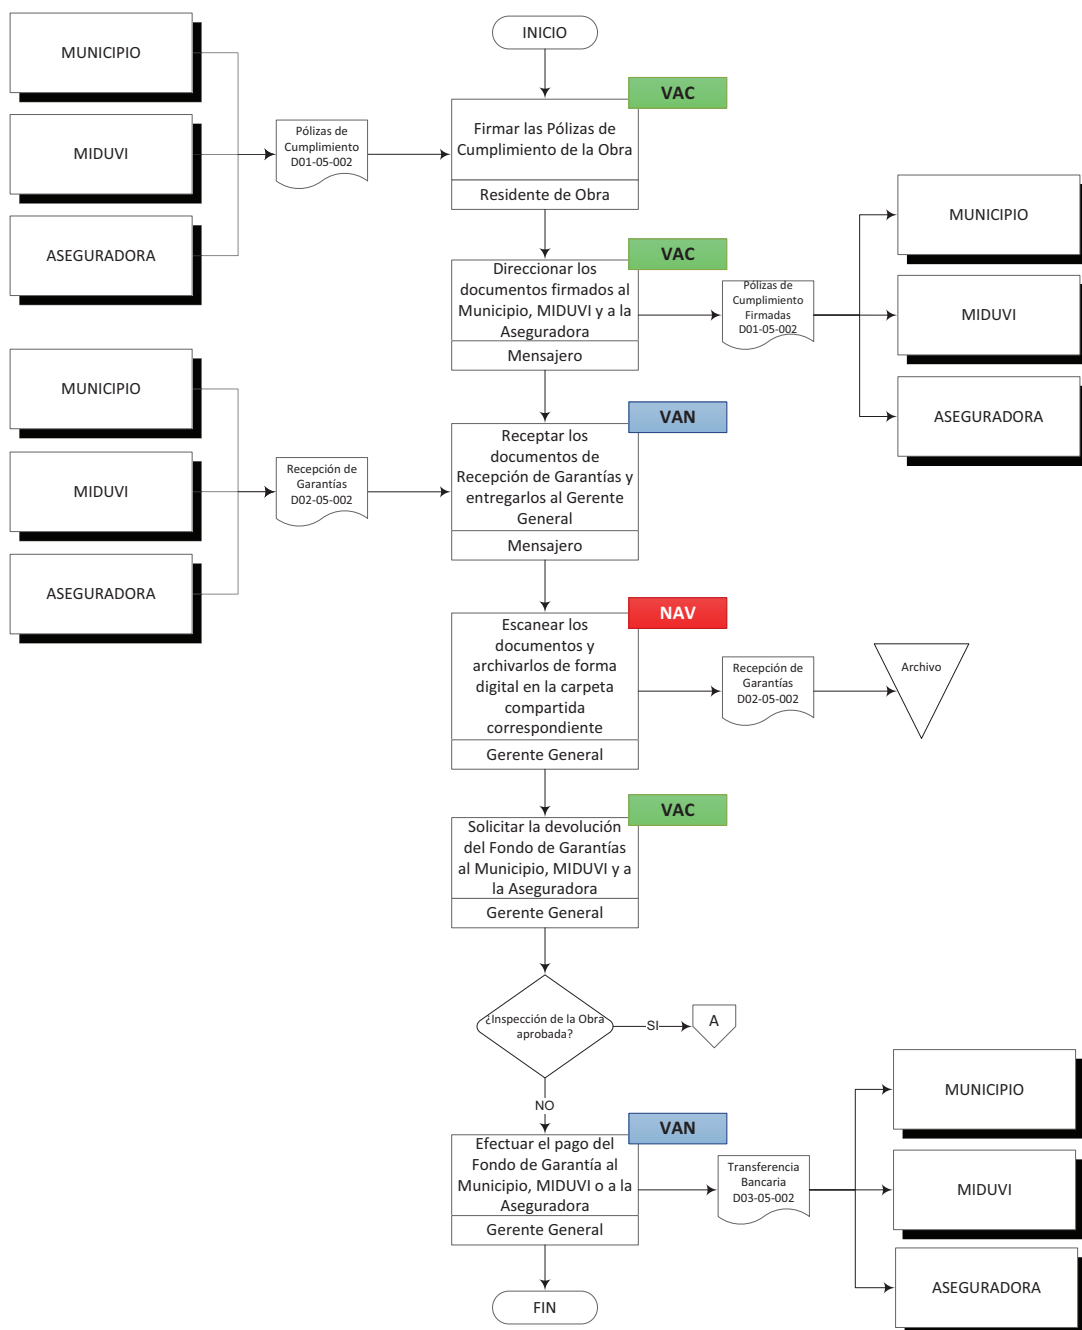 INICIO
MUNICIPIO
MIDUVI
ASEGURADORA
Pólizas de
Cumplimiento
D01-05-002
VAC
Firmar las Pólizas de
Cumplimiento de la Obra
Residente de Obra
VAC
Direccionar los
documentos firmados al
Municipio, MIDUVI y a la
Aseguradora
Mensajero
Pólizas de
Cumplimiento
Firmadas
D01-05-002
MUNICIPIO
MIDUVI
ASEGURADORA
MUNICIPIO
MIDUVI
ASEGURADORA
Recepción de
Garantías
D02-05-002
VAN
Receptar los
documentos de
Recepción de Garantías y
entregarlos al Gerente
General
Mensajero
NAV
Escanear los
documentos y
archivarlos de forma
digital en la carpeta
compartida
correspondiente
Gerente General
Recepción de
Garantías
D02-05-002
Archivo
VAC
Solicitar la devolución
del Fondo de Garantías
al Municipio, MIDUVI y a
la Aseguradora
Gerente General
¿Inspección de la Obra
aprobada?
SI
A
NO
VAN
Efectuar el pago del
Fondo de Garantía al
Municipio, MIDUVI o a la
Aseguradora
Gerente General
Transferencia
Bancaria
D03-05-002
MUNICIPIO
MIDUVI
ASEGURADORA
FIN